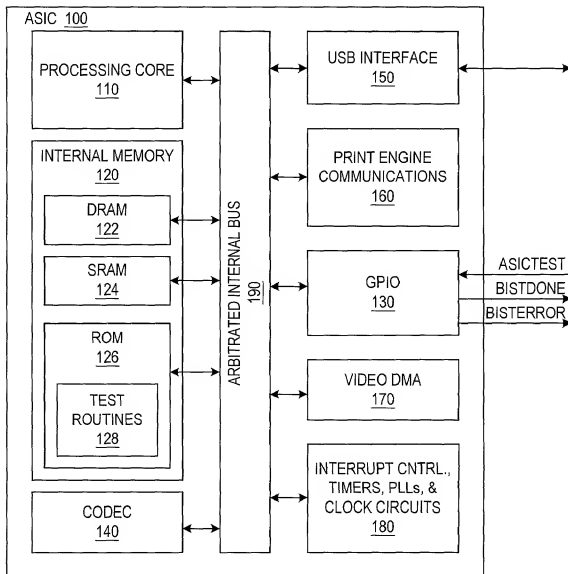 ASIC 100
PROCESSING CORE
110
INTERNAL MEMORY
120
DRAM
122
SRAM
124
ROM
126
TEST
ROUTINES
128
CODEC
140
ARBITRATED INTERNAL BUS
190
USB INTERFACE
150
PRINT ENGINE
COMMUNICATIONS
160
GPIO
130
VIDEO DMA
170
INTERRUPT CNTRL.,
TIMERS, PLLs, &
CLOCK CIRCUITS
180
ASICTEST
BISTDONE
BISTERROR